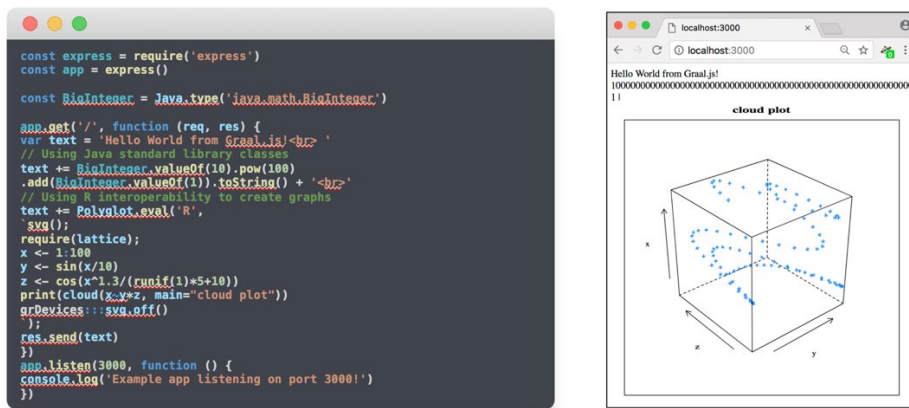 const express = require('express')
const app = express()
const BigInteger = Java.type('java.math.BigInteger')
app.get('/', function (req, res) {
var text = 'Hello World from Graal.js!<br> '
// Using Java standard library classes
text += BigInteger.valueOf(10).pow(100)
.add(BigInteger.valueOf(1)).toString() + '<br>'
// Using R interoperability to create graphs
text += Polyglot.eval('R',
`svg();
require(lattice);
x <- 1:100
y <- sin(x/10)
z <- cos(x^1.3/(runif(1)*5+10))
print(cloud(x~y*z, main="cloud plot"))
grDevices:::svg.off()
`);
res.send(text)
})
app.listen(3000, function () {
console.log('Example app listening on port 3000!')
})
localhost:3000
localhost:3000
Hello World from Graal.js!
1
cloud plot
x
z
y